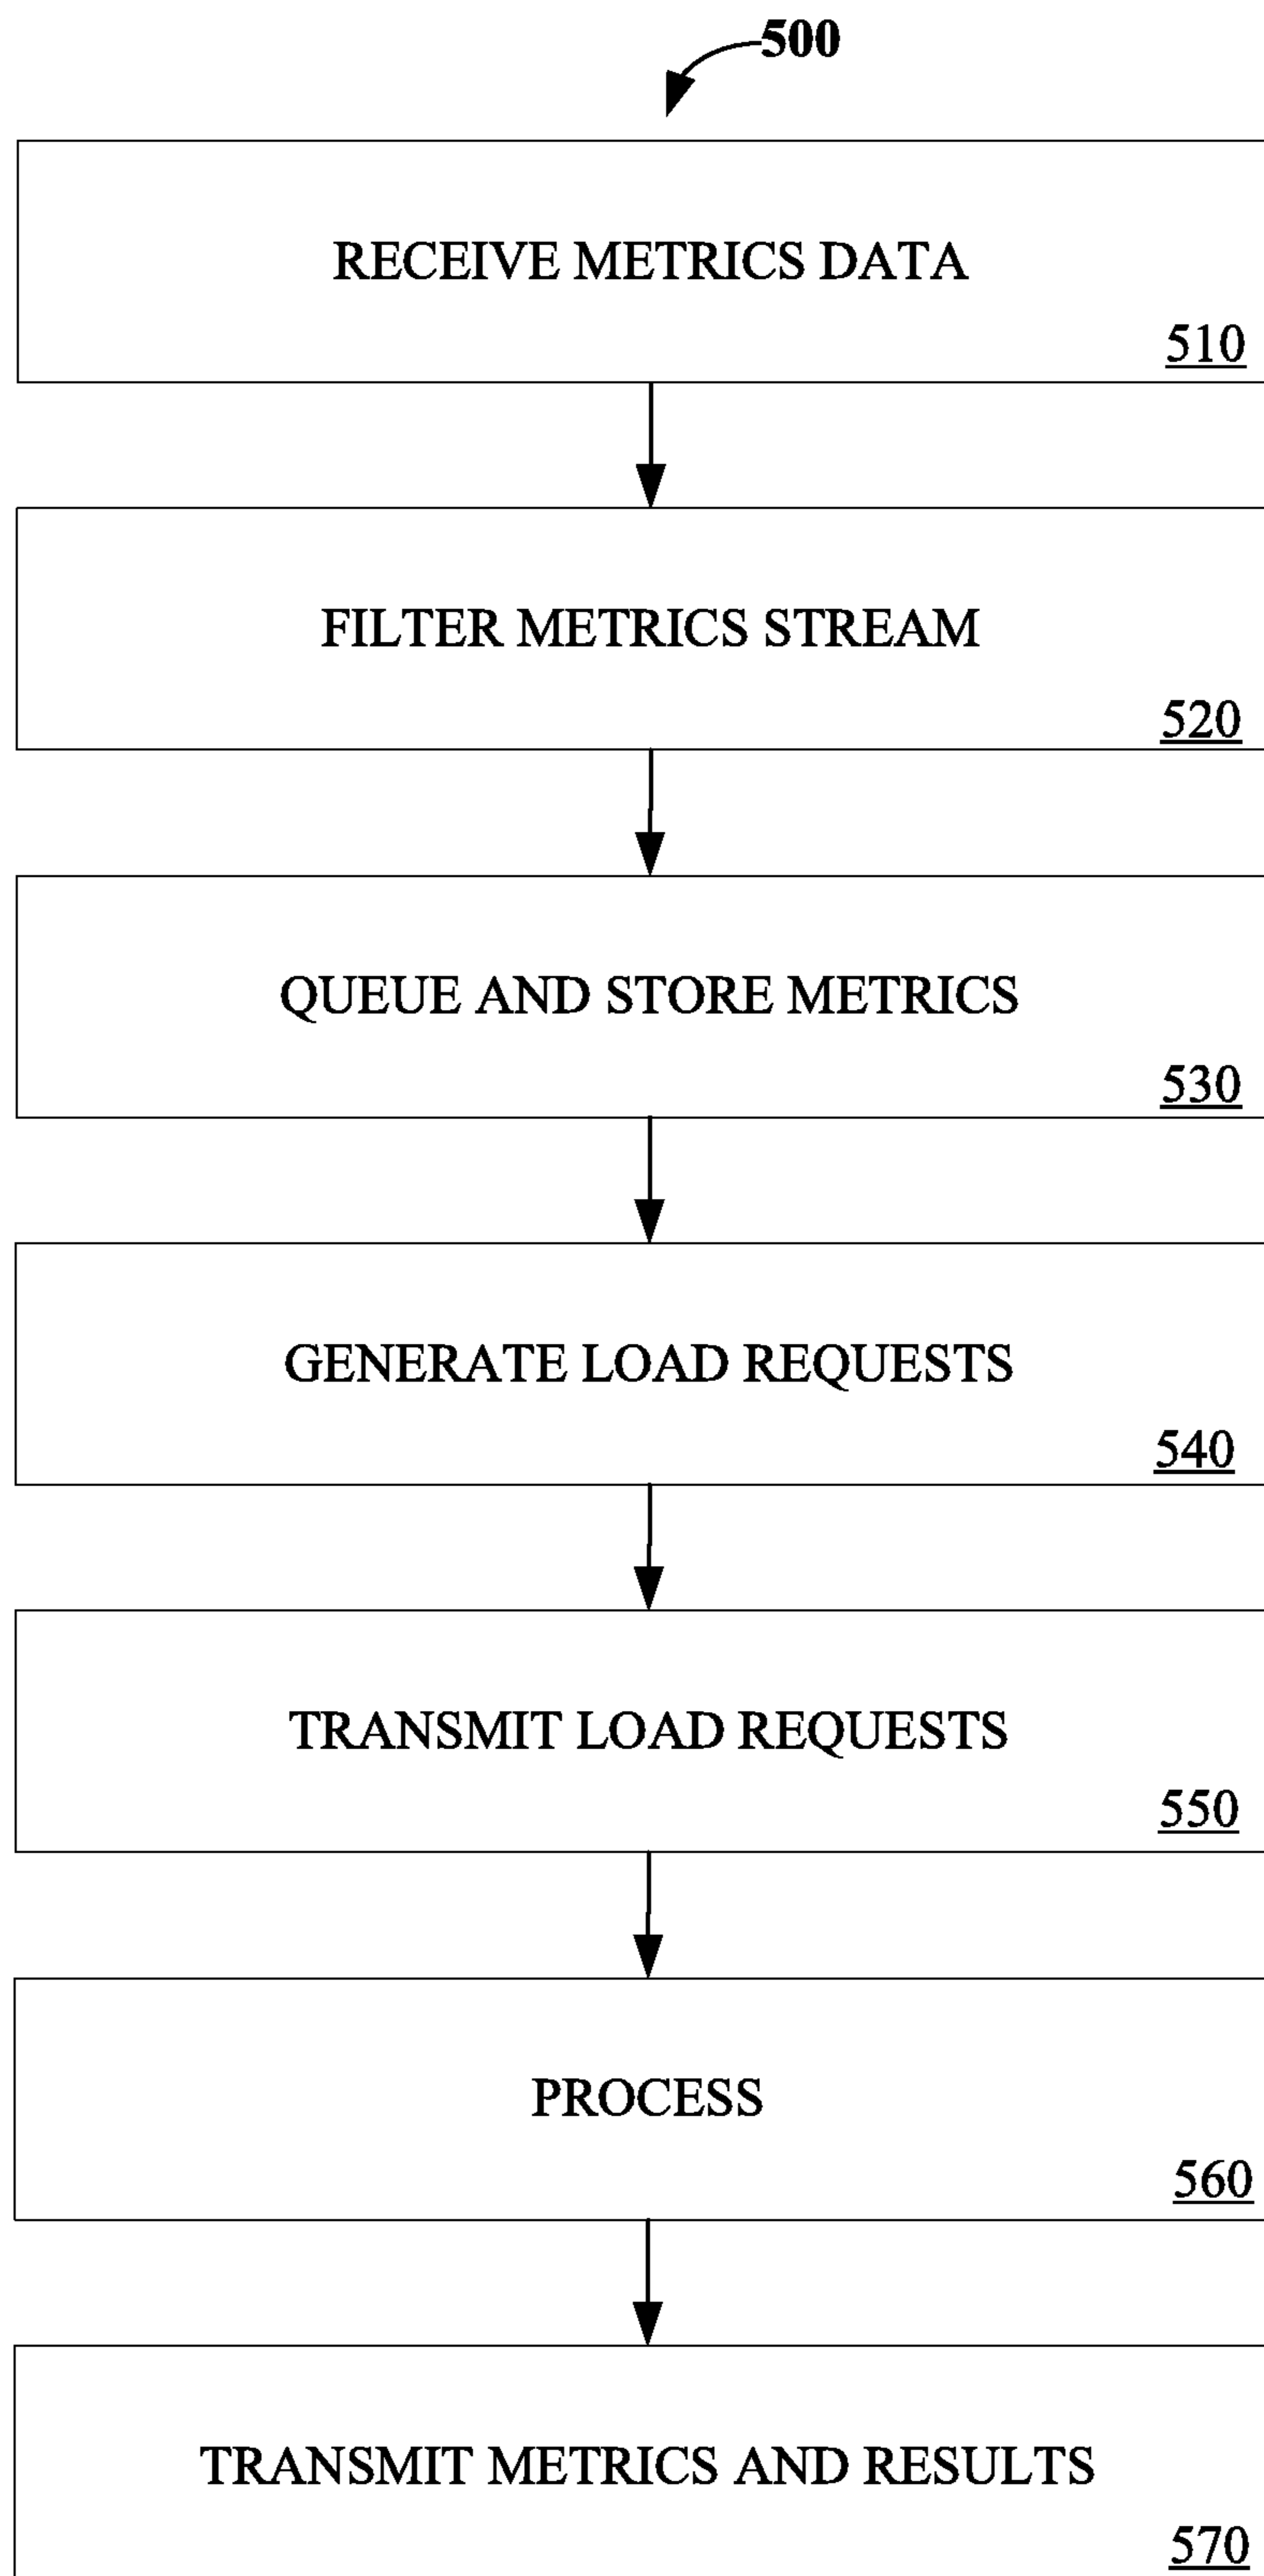 500
RECEIVE METRICS DATA
510
FILTER METRICS STREAM
520
QUEUE AND STORE METRICS
530
GENERATE LOAD REQUESTS
540
TRANSMIT LOAD REQUESTS
550
PROCESS
560
TRANSMIT METRICS AND RESULTS
570